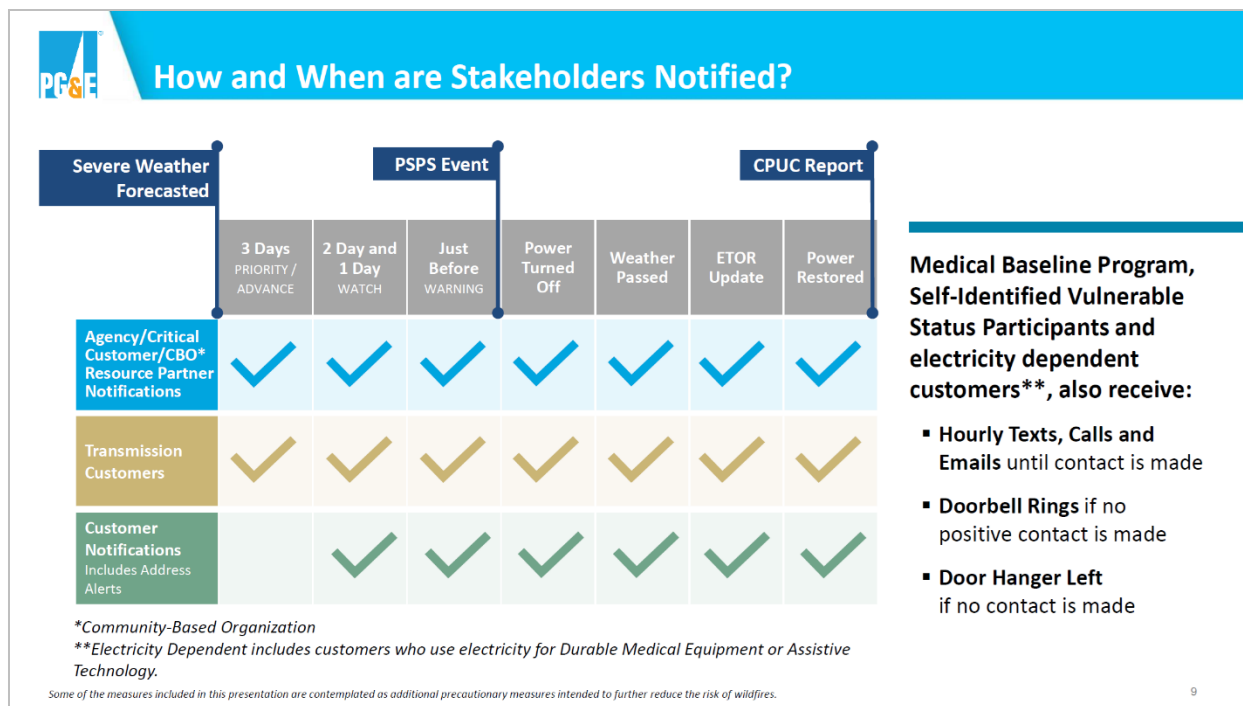 PG&E®
How and When are Stakeholders Notified?
Severe Weather
Forecasted
PSPS Event
CPUC Report
3 Days
PRIORITY /
ADVANCE
2 Day and
1 Day
WATCH
Just
Before
WARNING
Power
Turned
Off
Weather
Passed
ETOR
Update
Power
Restored
Agency/Critical
Customer/CBO*
Resource Partner
Notifications
Transmission
Customers
Customer
Notifications
Includes Address
Alerts
*Community-Based Organization
**Electricity Dependent includes customers who use electricity for Durable Medical Equipment or Assistive
Technology.
Medical Baseline Program,
Self-Identified Vulnerable
Status Participants and
electricity dependent
customers**, also receive:
▪ Hourly Texts, Calls and
Emails until contact is made
▪ Doorbell Rings if no
positive contact is made
▪ Door Hanger Left
if no contact is made
Some of the measures included in this presentation are contemplated as additional precautionary measures intended to further reduce the risk of wildfires.
9